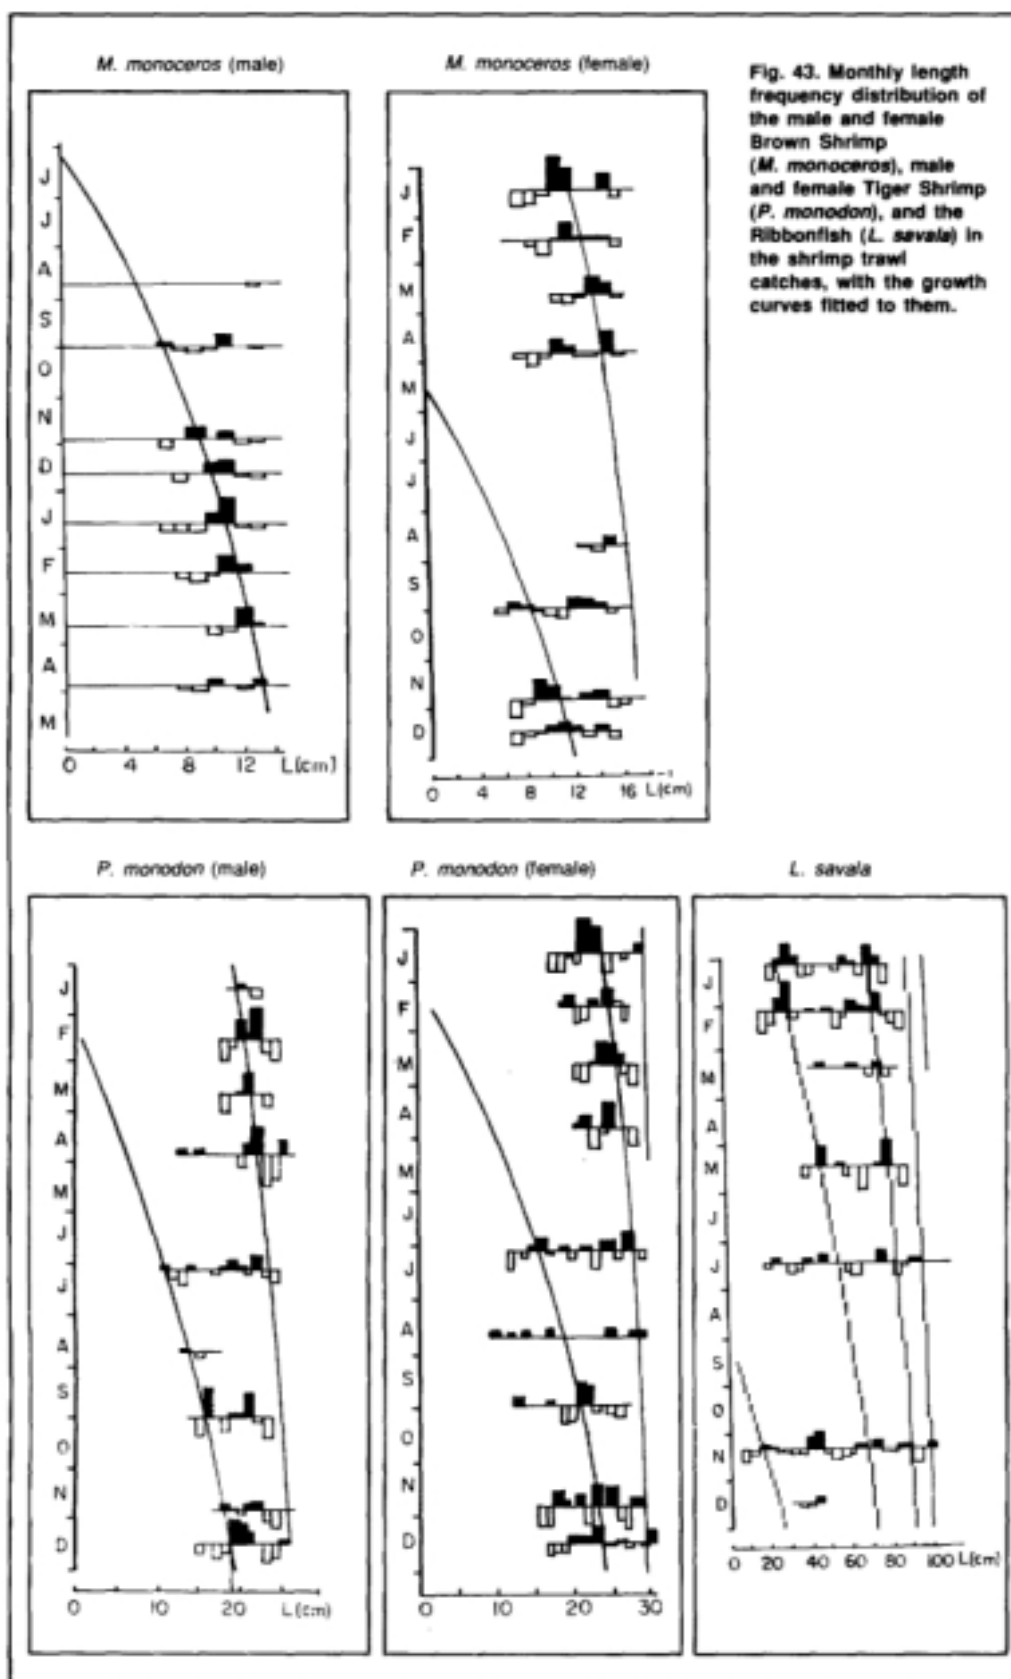 M. monoceros (male)
M. monoceros (female)
Fig. 43. Monthly length
frequency distribution of
the male and female
Brown Shrimp
(M. monoceros), male
and female Tiger Shrimp
(P. monodon), and the
Ribbonfish (L. savala) in
the shrimp trawl
catches, with the growth
curves fitted to them.
J
J
A
S
O
N
D
J
F
M
A
M
0 4 8 12 L[cm]
J
F
M
A
M
J
J
A
S
O
N
D
0 4 8 12 16 L(cm)
P. monodon (male)
P. monodon (female)
L. savala
J
F
M
A
M
J
J
A
S
O
N
D
0 10 20 L(cm)
J
F
M
A
M
J
J
A
S
O
N
D
0 10 20 30
J
F
M
A
M
J
J
A
S
O
N
D
0 20 40 60 80 100 L(cm)